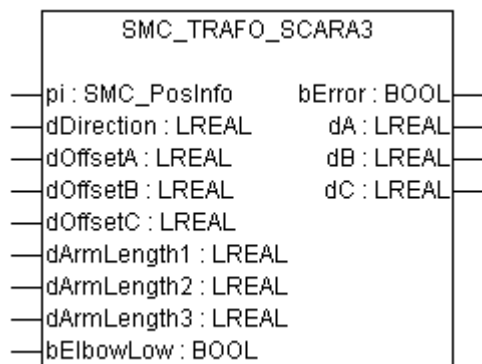 SMC_TRAFO_SCARA3
pi : SMC_PosInfo bError : BOOL
dDirection : LREAL dA : LREAL
dOffsetA : LREAL dB : LREAL
dOffsetB : LREAL dC : LREAL
dOffsetC : LREAL
dArmLength1 : LREAL
dArmLength2 : LREAL
dArmLength3 : LREAL
bElbowLow : BOOL